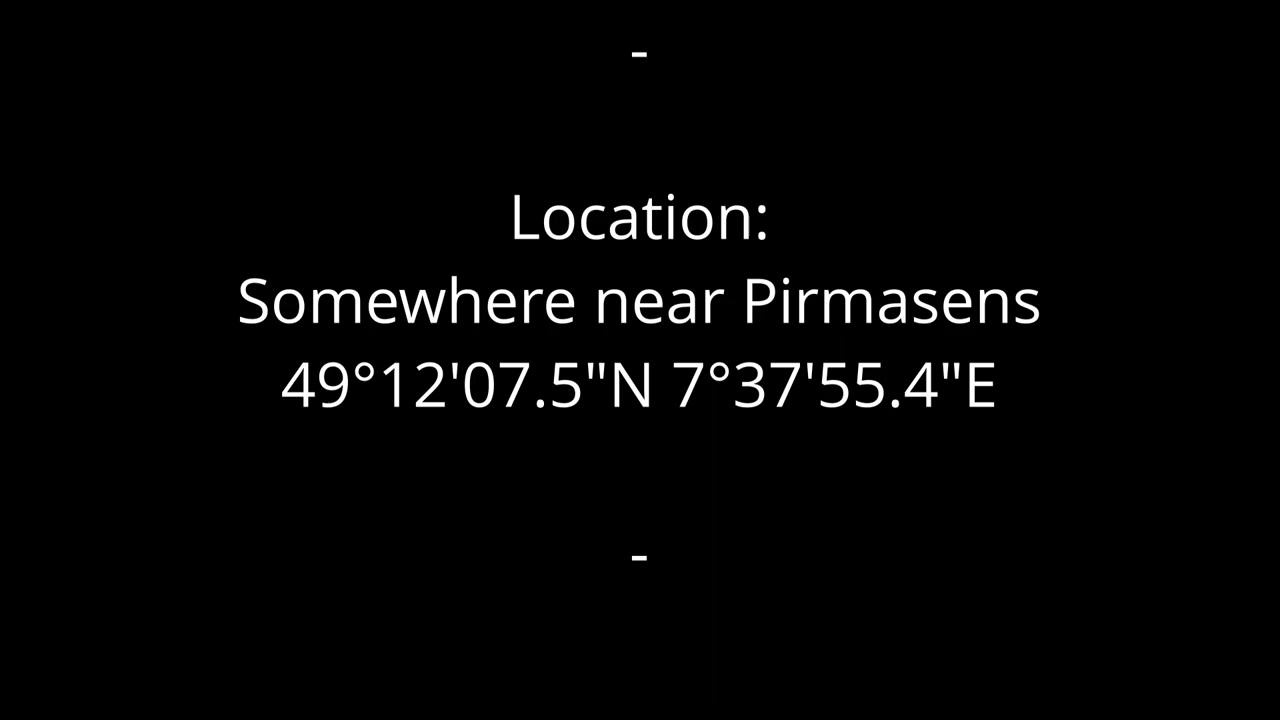 -
Location:
Somewhere near Pirmasens
49°12'07.5"N 7°37'55.4"E
-